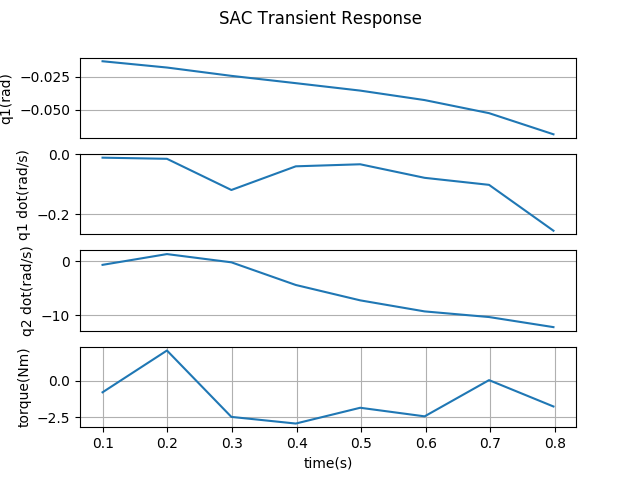 SAC Transient Response
q1(rad)
−0.025
−0.050
q1 dot(rad/s)
0.0
−0.2
q2 dot(rad/s)
0
−10
torque(Nm)
0.0
−2.5
0.1 0.2 0.3 0.4 0.5 0.6 0.7 0.8
time(s)